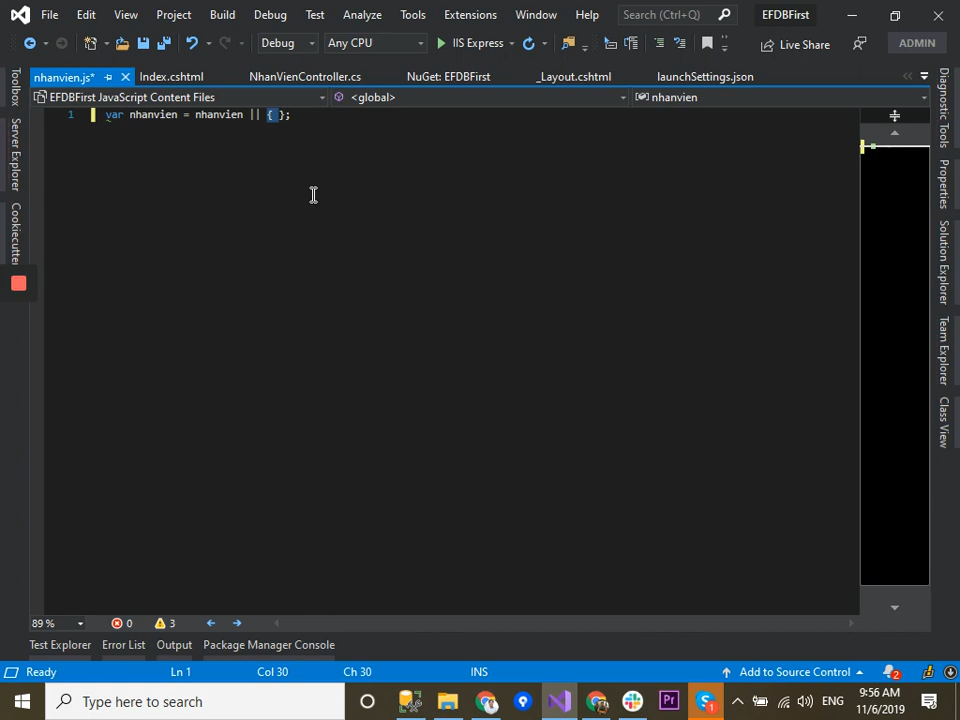 File Edit View Project Build Debug Test Analyze Tools Extensions Window Help Search (Ctrl+Q) EFDBFirst
Debug Any CPU IIS Express Live Share ADMIN
nhanvien.js* Index.cshtml NhanVienController.cs NuGet: EFDBFirst _Layout.cshtml launchSettings.json
EFDBFirst JavaScript Content Files <global> nhanvien
1 var nhanvien = nhanvien || { };
Toolbox
Server Explorer
Cookiecutter
Diagnostic Tools
Properties
Solution Explorer
Team Explorer
Class View
89 % 0 3
Test Explorer Error List Output Package Manager Console
Ready Ln 1 Col 30 Ch 30 INS Add to Source Control 2
Type here to search Pr S 1 ENG 9:56 AM
11/6/2019